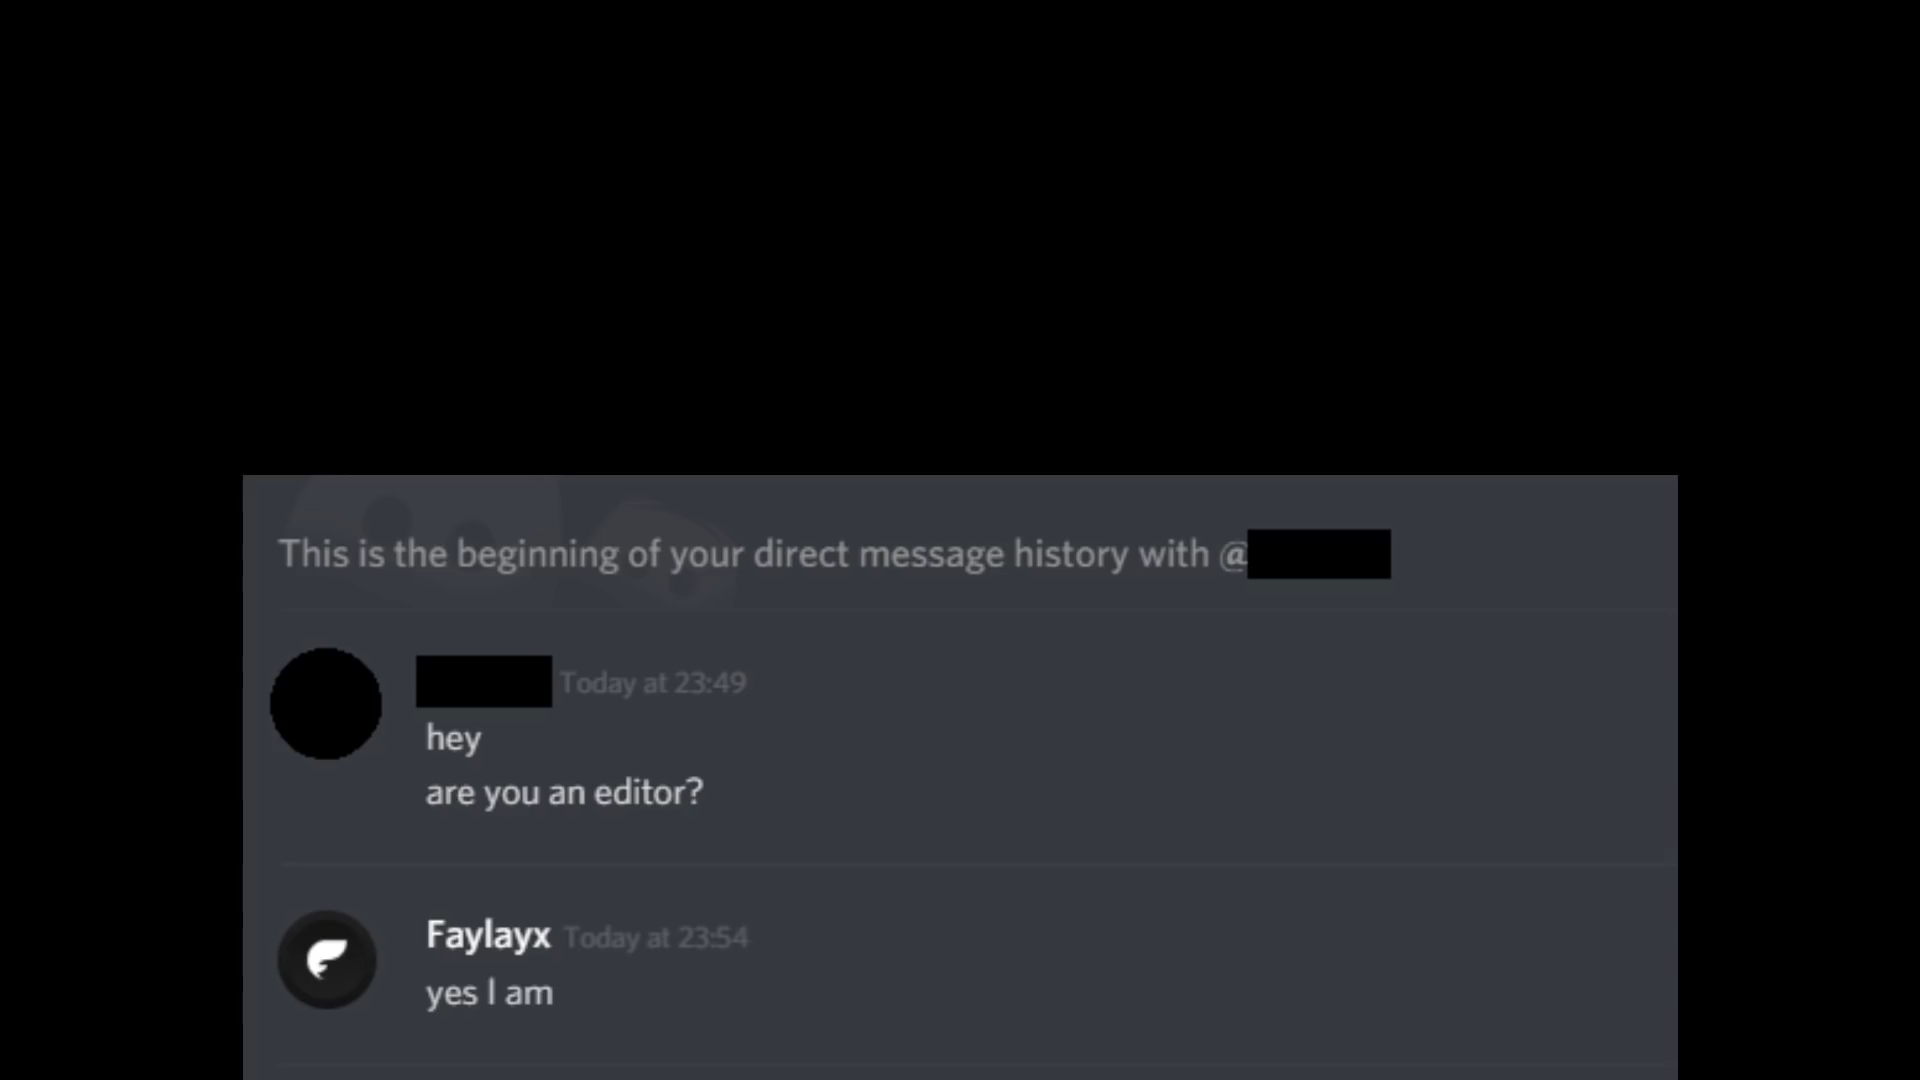 This is the beginning of your direct message history with @
Today at 23:49
hey
are you an editor?
Faylayx Today at 23:54
yes I am